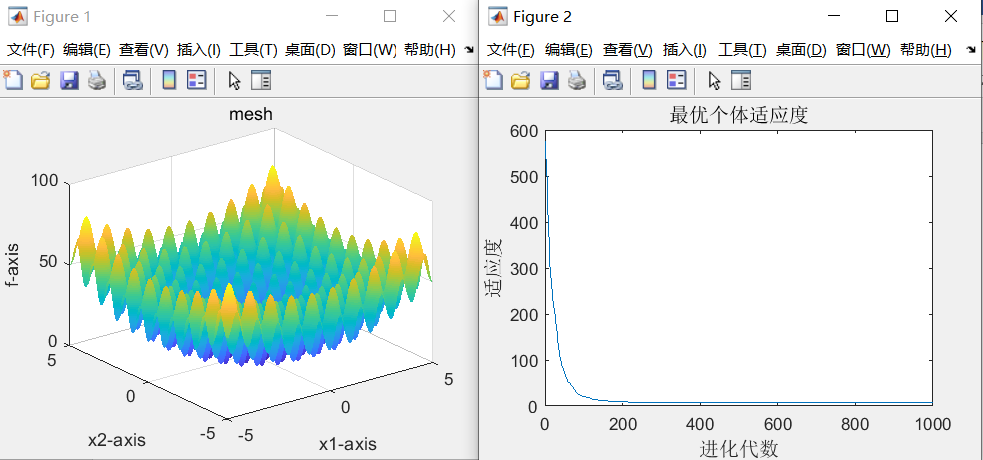 Figure 1
文件(F) 编辑(E) 查看(V) 插入(I) 工具(T) 桌面(D) 窗口(W) 帮助(H)
mesh
100
50
0
f-axis
5
0
-5
x2-axis
-5
0
5
x1-axis
Figure 2
文件(F) 编辑(E) 查看(V) 插入(I) 工具(T) 桌面(D) 窗口(W) 帮助(H)
最优个体适应度
600
500
400
300
200
100
0
适应度
0 200 400 600 800 1000
进化代数